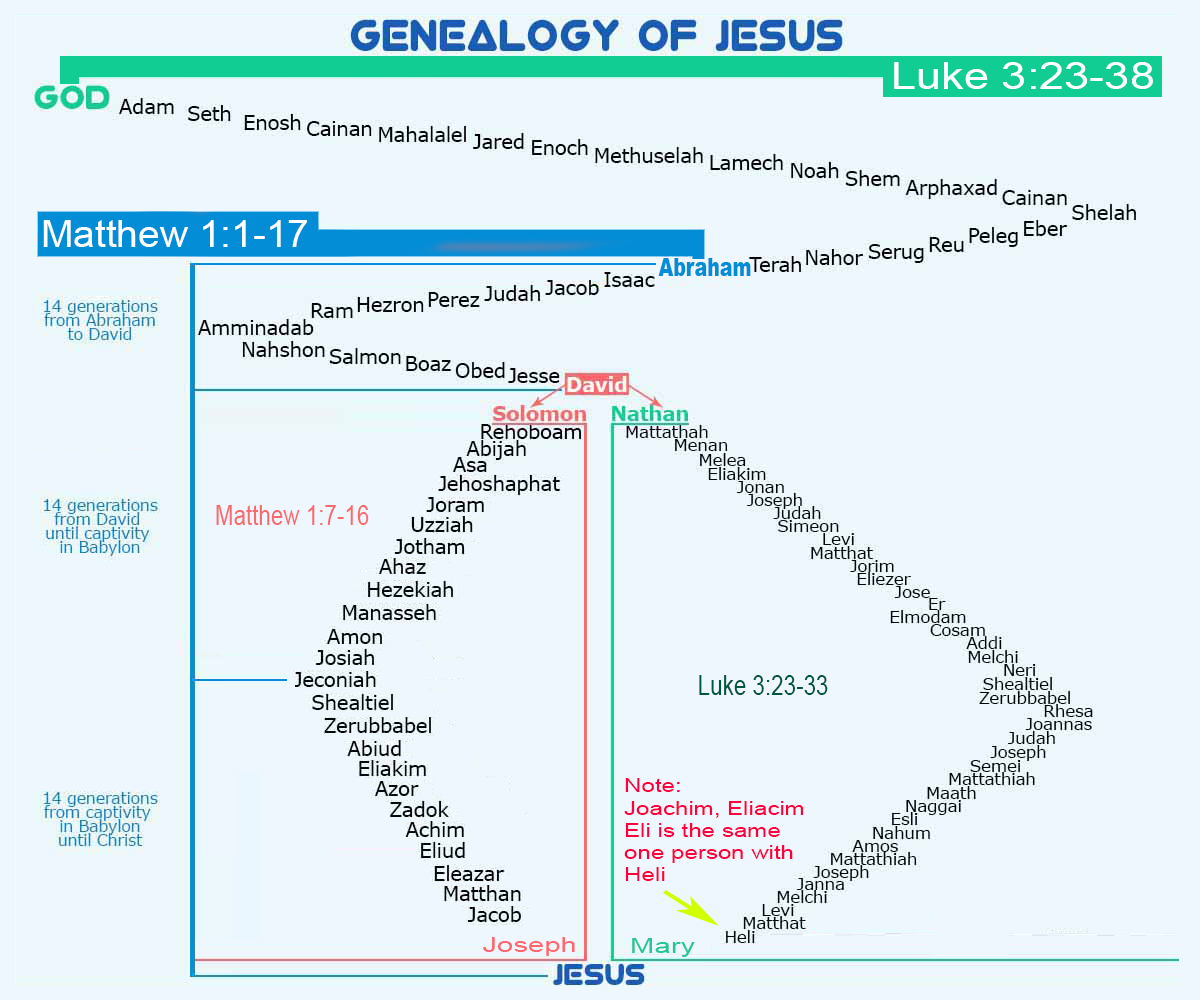 GENEALOGY OF JESUS
Luke 3:23-38
GOD Adam Seth Enosh Cainan Mahalalel Jared Enoch Methuselah Lamech Noah Shem Arphaxad Cainan Shelah
Matthew 1:1-17
Abraham Terah Nahor Serug Reu Peleg Eber
14 generations
from Abraham
to David
Amminadab Ram Hezron Perez Judah Jacob Isaac
Nahshon Salmon Boaz Obed Jesse David
Solomon
Rehoboam
Abijah
Asa
Jehoshaphat
Joram
Uzziah
Jotham
Ahaz
Hezekiah
Manasseh
Amon
Josiah
Jeconiah
Shealtiel
Zerubbabel
Abiud
Eliakim
Azor
Zadok
Achim
Eliud
Eleazar
Matthan
Jacob
Joseph
Matthew 1:7-16
14 generations
from David
until captivity
in Babylon
14 generations
from captivity
in Babylon
until Christ
Nathan
Mattathah
Menan
Melea
Eliakim
Jonan
Joseph
Judah
Simeon
Levi
Matthat
Jorim
Eliezer
Jose
Er
Elmodam
Cosam
Addi
Melchi
Neri
Shealtiel
Zerubbabel
Rhesa
Joannas
Judah
Joseph
Semei
Mattathiah
Maath
Naggai
Esli
Nahum
Amos
Mattathiah
Joseph
Janna
Melchi
Levi
Matthat
Heli
Mary
Luke 3:23-33
Note:
Joachim, Eliacim
Eli is the same
one person with
Heli
JESUS